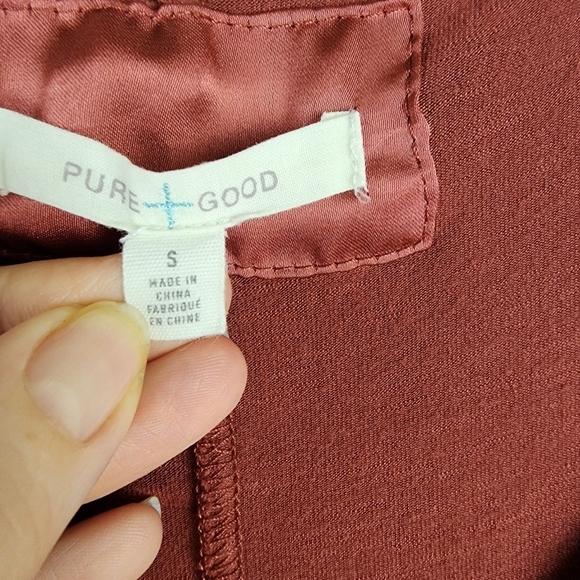 PURE + GOOD
S
MADE IN
CHINA
FABRIQUÉ
EN CHINE